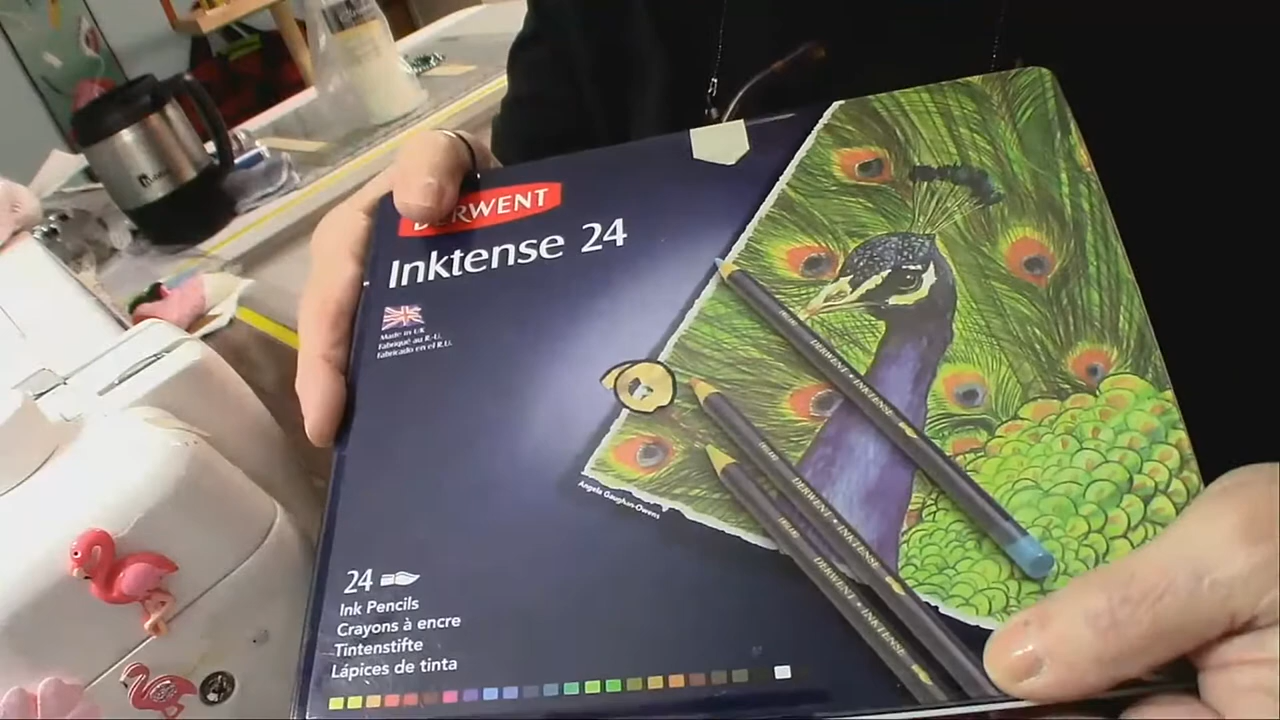 DERWENT
Inktense 24
Made in UK
Fabriqué au R.-U.
Fabricado en el R.U.
Angela Gaughan-Owens
DERWENT • INKTENSE
DERWENT • INKTENSE
DERWENT • INKTENSE
24
Ink Pencils
Crayons à encre
Tintenstifte
Lápices de tinta